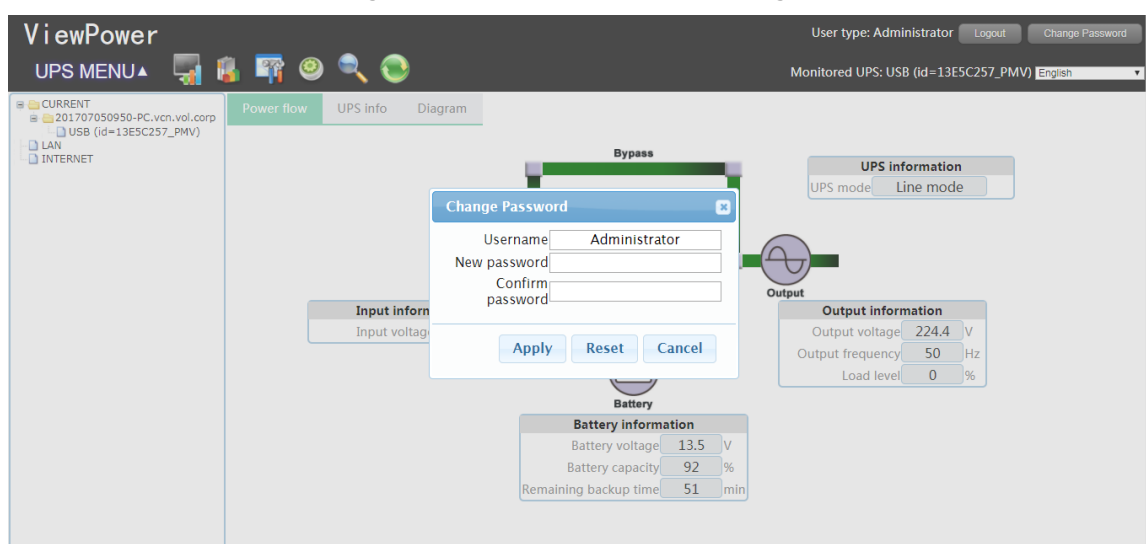 ViewPower
User type: Administrator Logout Change Password
UPS MENU▲
Monitored UPS: USB (id=13E5C257_PMV) English
CURRENT
201707050950-PC.vcn.vol.corp
USB (id=13E5C257_PMV)
LAN
INTERNET
Power flow UPS info Diagram
Bypass
UPS information
UPS mode Line mode
Change Password
Username Administrator
New password
Confirm
password
Apply Reset Cancel
Output
Input inform
Input voltag
Output information
Output voltage 224.4 V
Output frequency 50 Hz
Load level 0 %
Battery
Battery information
Battery voltage 13.5 V
Battery capacity 92 %
Remaining backup time 51 min